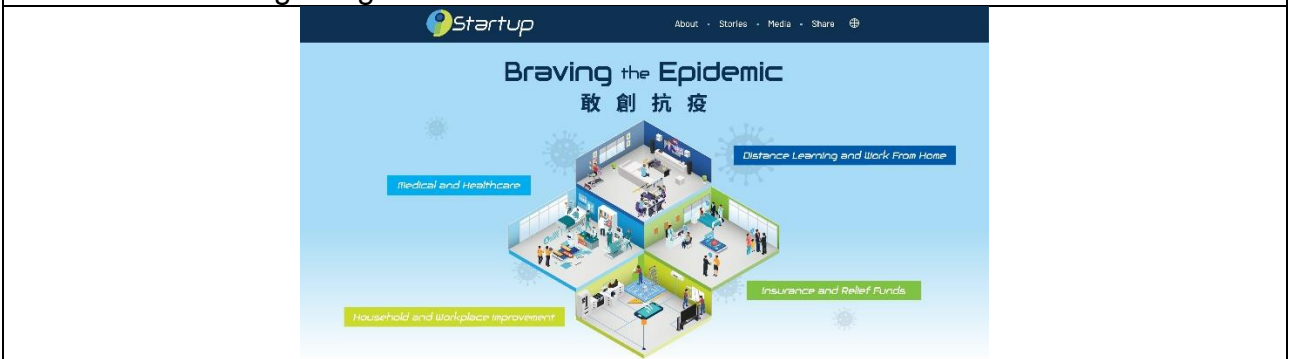 Startup
About • Stories • Media • Share
Braving the Epidemic
敢創抗疫
Distance Learning and Work From Home
Medical and Healthcare
Insurance and Relief Funds
Household and Workplace Improvement